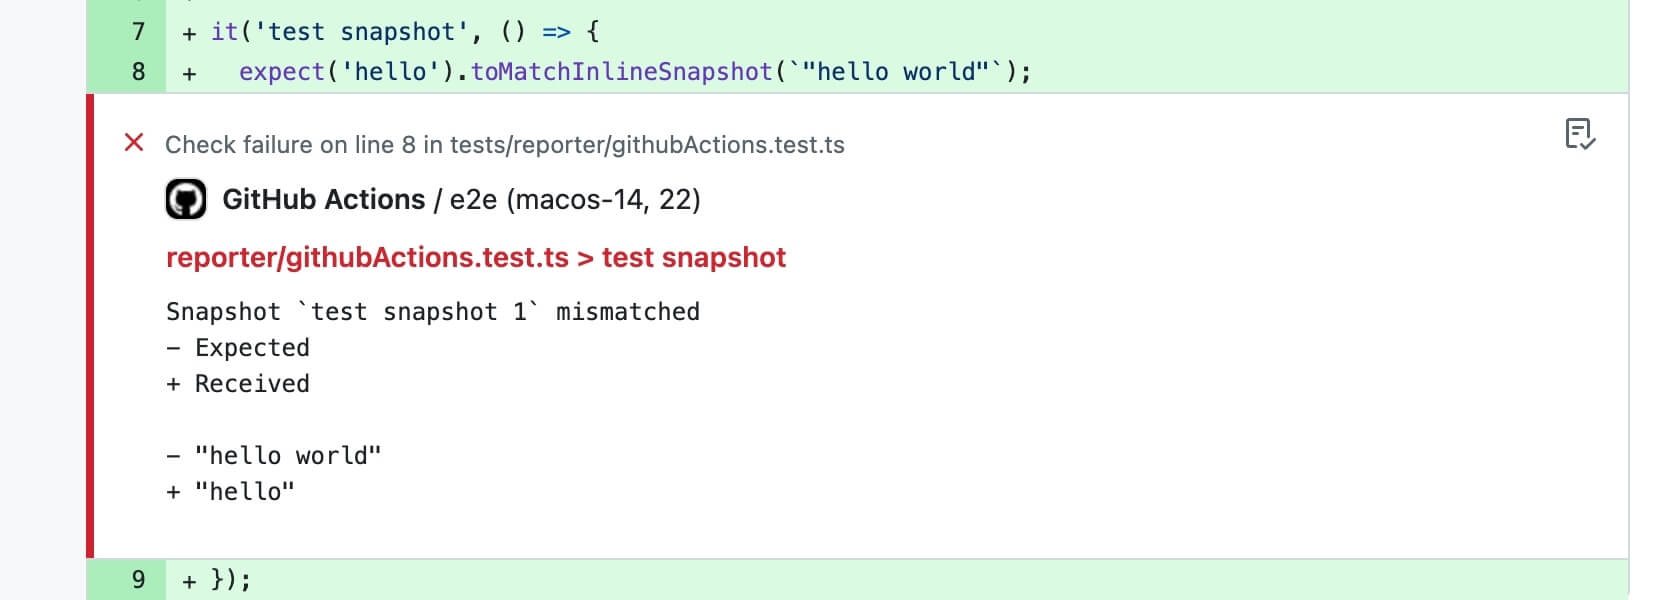 7 + it('test snapshot', () => {
8 +   expect('hello').toMatchInlineSnapshot(`"hello world"`);
Check failure on line 8 in tests/reporter/githubActions.test.ts
GitHub Actions / e2e (macos-14, 22)
reporter/githubActions.test.ts > test snapshot
Snapshot `test snapshot 1` mismatched
- Expected
+ Received
- "hello world"
+ "hello"
9 + });